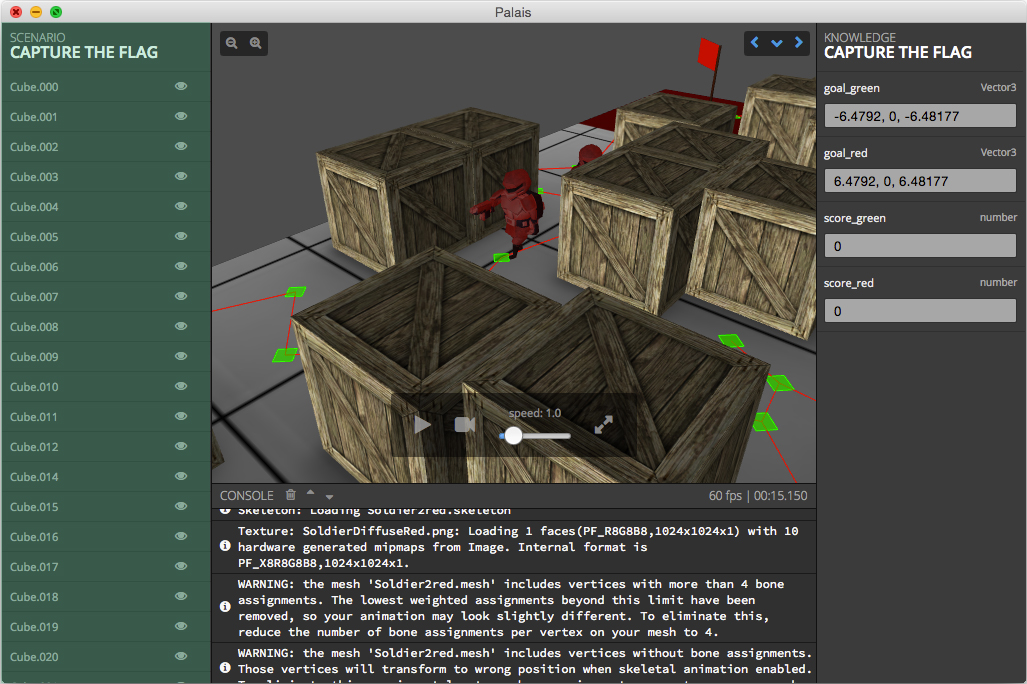 Palais
SCENARIO
CAPTURE THE FLAG
Cube.000
Cube.001
Cube.002
Cube.003
Cube.004
Cube.005
Cube.006
Cube.007
Cube.008
Cube.009
Cube.010
Cube.011
Cube.012
Cube.014
Cube.015
Cube.016
Cube.017
Cube.018
Cube.019
Cube.020
speed: 1.0
CONSOLE
60 fps | 00:15.150
Skeleton: Loading Soldier2red.skeleton
Texture: SoldierDiffuseRed.png: Loading 1 faces(PF_R8G8B8,1024x1024x1) with 10
hardware generated mipmaps from Image. Internal format is
PF_X8R8G8B8,1024x1024x1.
WARNING: the mesh 'Soldier2red.mesh' includes vertices with more than 4 bone
assignments. The lowest weighted assignments beyond this limit have been
removed, so your animation may look slightly different. To eliminate this,
reduce the number of bone assignments per vertex on your mesh to 4.
WARNING: the mesh 'Soldier2red.mesh' includes vertices without bone assignments.
Those vertices will transform to wrong position when skeletal animation enabled.
KNOWLEDGE
CAPTURE THE FLAG
goal_green Vector3
-6.4792, 0, -6.48177
goal_red Vector3
6.4792, 0, 6.48177
score_green number
0
score_red number
0